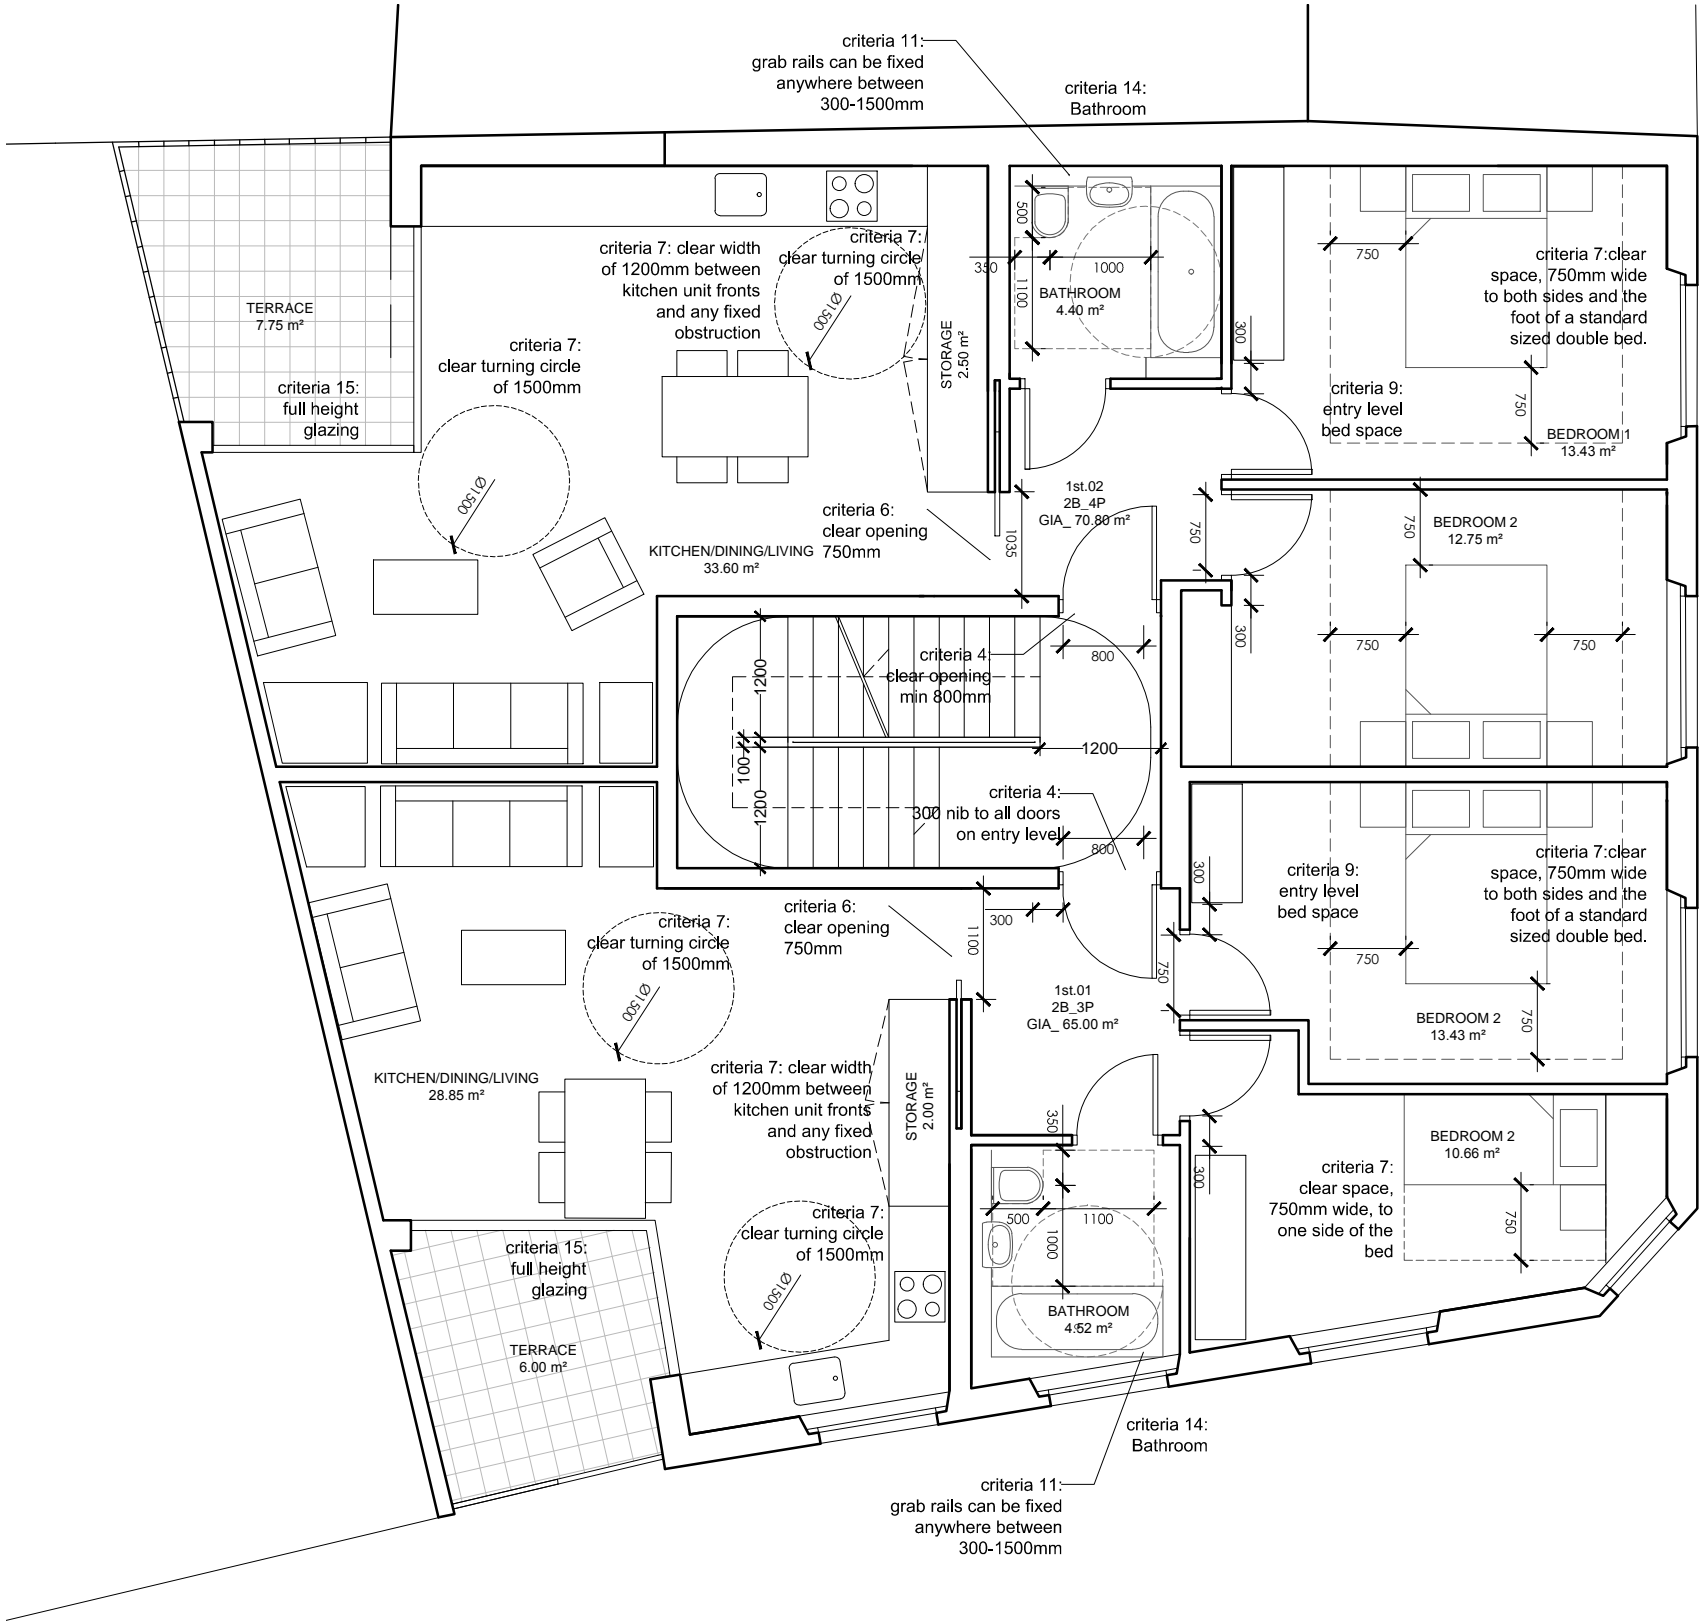 criteria 11:
grab rails can be fixed
anywhere between
300-1500mm
criteria 14:
Bathroom
TERRACE
7.75 m²
criteria 15:
full height
glazing
criteria 7:
clear turning circle
of 1500mm
Ø1500
criteria 7: clear width
of 1200mm between
kitchen unit fronts
and any fixed
obstruction
criteria 7:
clear turning circle
of 1500mm
Ø1500
STORAGE
2.50 m²
500
350
1000
1100
BATHROOM
4.40 m²
750
criteria 7:clear
space, 750mm wide
to both sides and the
foot of a standard
sized double bed.
300
750
criteria 9:
entry level
bed space
BEDROOM 1
13.43 m²
1st.02
2B_4P
GIA_ 70.80 m²
criteria 6:
clear opening
750mm
1035
KITCHEN/DINING/LIVING
33.60 m²
750
750
BEDROOM 2
12.75 m²
300
750
750
criteria 4:
clear opening
min 800mm
800
1200
100
1200
1200
criteria 4:
300 nib to all doors
on entry level
800
300
criteria 9:
entry level
bed space
criteria 7:clear
space, 750mm wide
to both sides and the
foot of a standard
sized double bed.
750
750
BEDROOM 2
13.43 m²
criteria 6:
clear opening
750mm
300
1100
750
1st.01
2B_3P
GIA_ 65.00 m²
criteria 7:
clear turning circle
of 1500mm
Ø1500
KITCHEN/DINING/LIVING
28.85 m²
criteria 7: clear width
of 1200mm between
kitchen unit fronts
and any fixed
obstruction
STORAGE
2.00 m²
350
300
BEDROOM 2
10.66 m²
criteria 7:
clear space,
750mm wide, to
one side of the
bed
750
500
1100
1000
criteria 7:
clear turning circle
of 1500mm
Ø1500
criteria 15:
full height
glazing
TERRACE
6.00 m²
BATHROOM
4.52 m²
criteria 14:
Bathroom
criteria 11:
grab rails can be fixed
anywhere between
300-1500mm